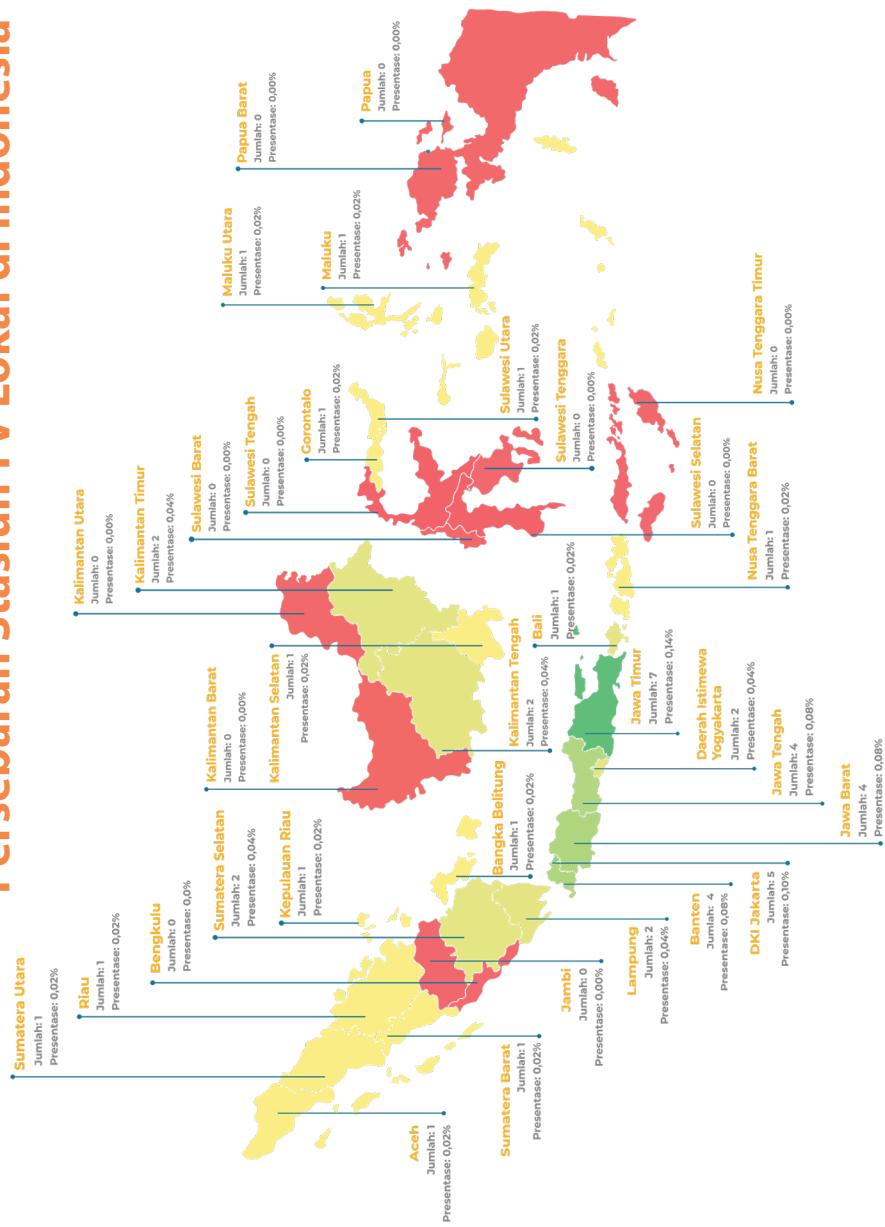 Persebaran Stasiun TV Lokal di Indonesia
Sumatera Utara
Jumlah: 1
Presentase: 0,02%
Riau
Jumlah: 1
Presentase: 0,02%
Bengkulu
Jumlah: 0
Presentase: 0,0%
Sumatera Selatan
Jumlah: 2
Presentase: 0,04%
Kepulauan Riau
Jumlah: 1
Presentase: 0,02%
Kalimantan Barat
Jumlah: 0
Presentase: 0,00%
Kalimantan Selatan
Jumlah: 1
Presentase: 0,02%
Kalimantan Utara
Jumlah: 0
Presentase: 0,00%
Kalimantan Timur
Jumlah: 2
Presentase: 0,04%
Sulawesi Barat
Jumlah: 0
Presentase: 0,00%
Sulawesi Tengah
Jumlah: 0
Presentase: 0,00%
Gorontalo
Jumlah: 1
Presentase: 0,02%
Maluku Utara
Jumlah: 1
Presentase: 0,02%
Maluku
Jumlah: 1
Presentase: 0,02%
Papua Barat
Jumlah: 0
Presentase: 0,00%
Papua
Jumlah: 0
Presentase: 0,00%
Aceh
Jumlah: 1
Presentase: 0,02%
Sumatera Barat
Jumlah: 1
Presentase: 0,02%
Jambi
Jumlah: 0
Presentase: 0,00%
Lampung
Jumlah: 2
Presentase: 0,04%
Bangka Belitung
Jumlah: 1
Presentase: 0,02%
Banten
Jumlah: 4
Presentase: 0,08%
DKI Jakarta
Jumlah: 5
Presentase: 0,10%
Jawa Barat
Jumlah: 4
Presentase: 0,08%
Jawa Tengah
Jumlah: 4
Presentase: 0,08%
Daerah Istimewa
Yogyakarta
Jumlah: 2
Presentase: 0,04%
Jawa Timur
Jumlah: 7
Presentase: 0,14%
Kalimantan Tengah
Jumlah: 2
Presentase: 0,04%
Bali
Jumlah: 1
Presentase: 0,02%
Nusa Tenggara Barat
Jumlah: 1
Presentase: 0,02%
Sulawesi Selatan
Jumlah: 0
Presentase: 0,00%
Sulawesi Tenggara
Jumlah: 0
Presentase: 0,00%
Sulawesi Utara
Jumlah: 1
Presentase: 0,02%
Nusa Tenggara Timur
Jumlah: 0
Presentase: 0,00%